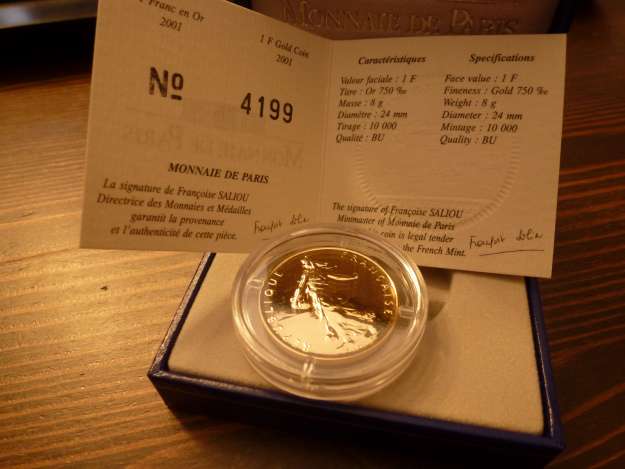 MONNAIE DE PARIS
1 Franc en Or
2001
1 F Gold Coin
2001
No 4199
MONNAIE DE PARIS
La signature de Françoise SALIOU
Directrice des Monnaies et Médailles
garantit la provenance
et l'authenticité de cette pièce.
Caractéristiques
Valeur faciale : 1 F
Titre : Or 750 ‰
Masse : 8 g
Diamètre : 24 mm
Tirage : 10 000
Qualité : BU
Specifications
Face value : 1 F
Fineness : Gold 750 ‰
Weight : 8 g
Diameter : 24 mm
Mintage : 10 000
Quality : BU
The signature of Françoise SALIOU
Mintmaster of Monnaie de Paris
coin is legal tender
the French Mint.
BLIQUE FRANÇAISE